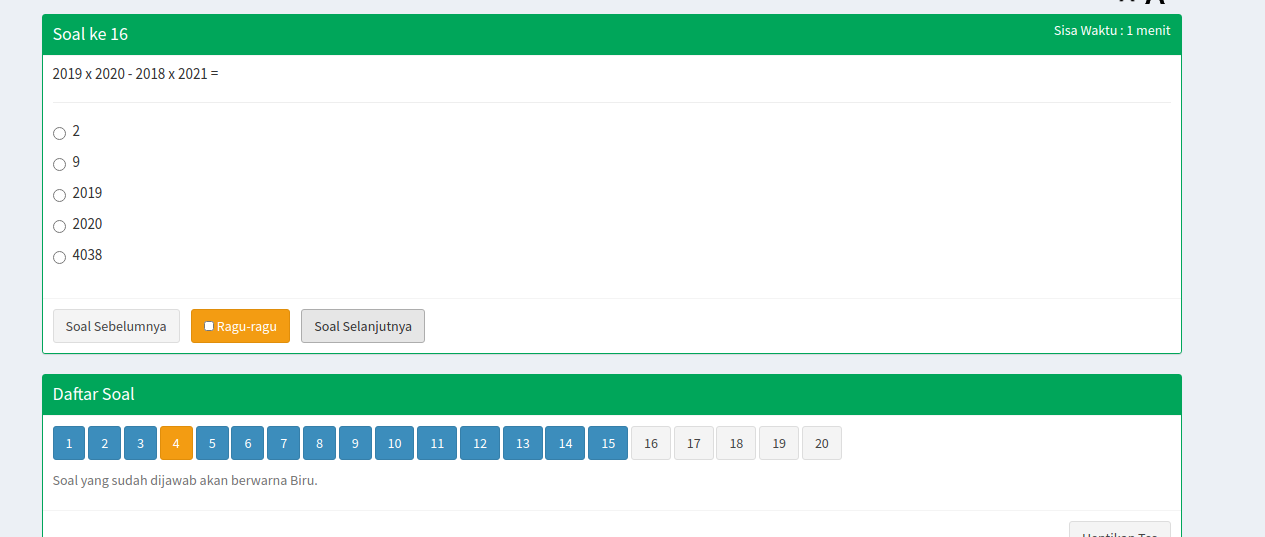 Soal ke 16
Sisa Waktu : 1 menit
2019 x 2020 - 2018 x 2021 =
2
9
2019
2020
4038
Soal Sebelumnya
Ragu-ragu
Soal Selanjutnya
Daftar Soal
1 2 3 4 5 6 7 8 9 10 11 12 13 14 15 16 17 18 19 20
Soal yang sudah dijawab akan berwarna Biru.
Hentikan Tes